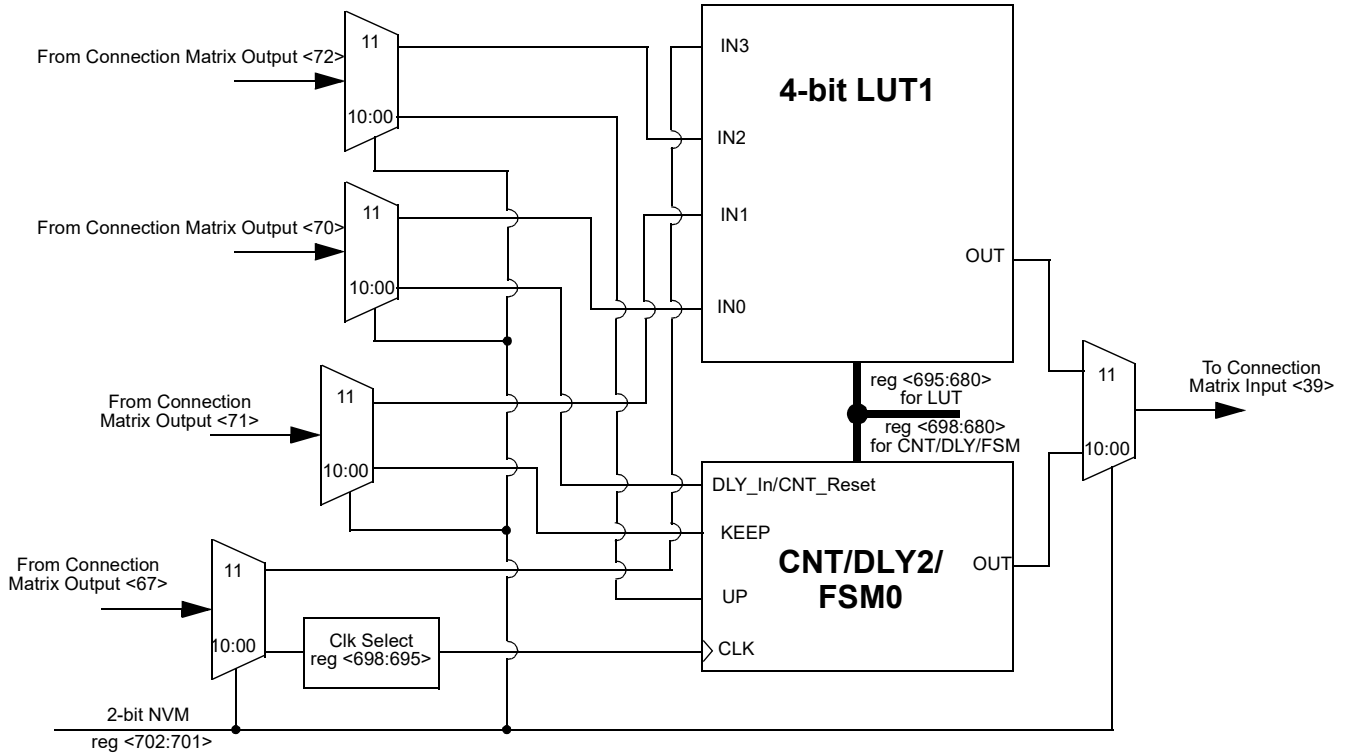 From Connection Matrix Output <72>
11
10:00
From Connection Matrix Output <70>
11
10:00
From Connection
Matrix Output <71>
11
10:00
From Connection
Matrix Output <67>
11
10:00
Clk Select
reg <698:695>
2-bit NVM
reg <702:701>
IN3
4-bit LUT1
IN2
IN1
OUT
IN0
reg <695:680>
for LUT
reg <698:680>
for CNT/DLY/FSM
DLY_In/CNT_Reset
KEEP
CNT/DLY2/
FSM0
OUT
UP
CLK
11
10:00
To Connection
Matrix Input <39>